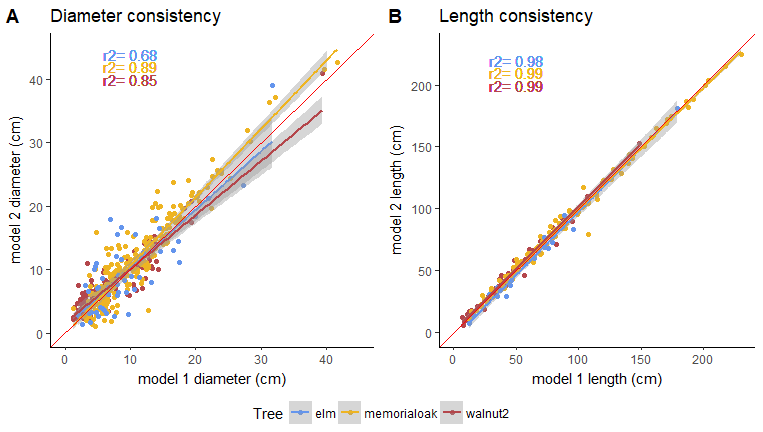 A Diameter consistency
r2= 0.68
r2= 0.89
r2= 0.85
40
30
20
10
0
model 2 diameter (cm)
0 10 20 30 40
model 1 diameter (cm)
B Length consistency
r2= 0.98
r2= 0.99
r2= 0.99
200
150
100
50
0
model 2 length (cm)
0 50 100 150 200
model 1 length (cm)
Tree elm memorialoak walnut2